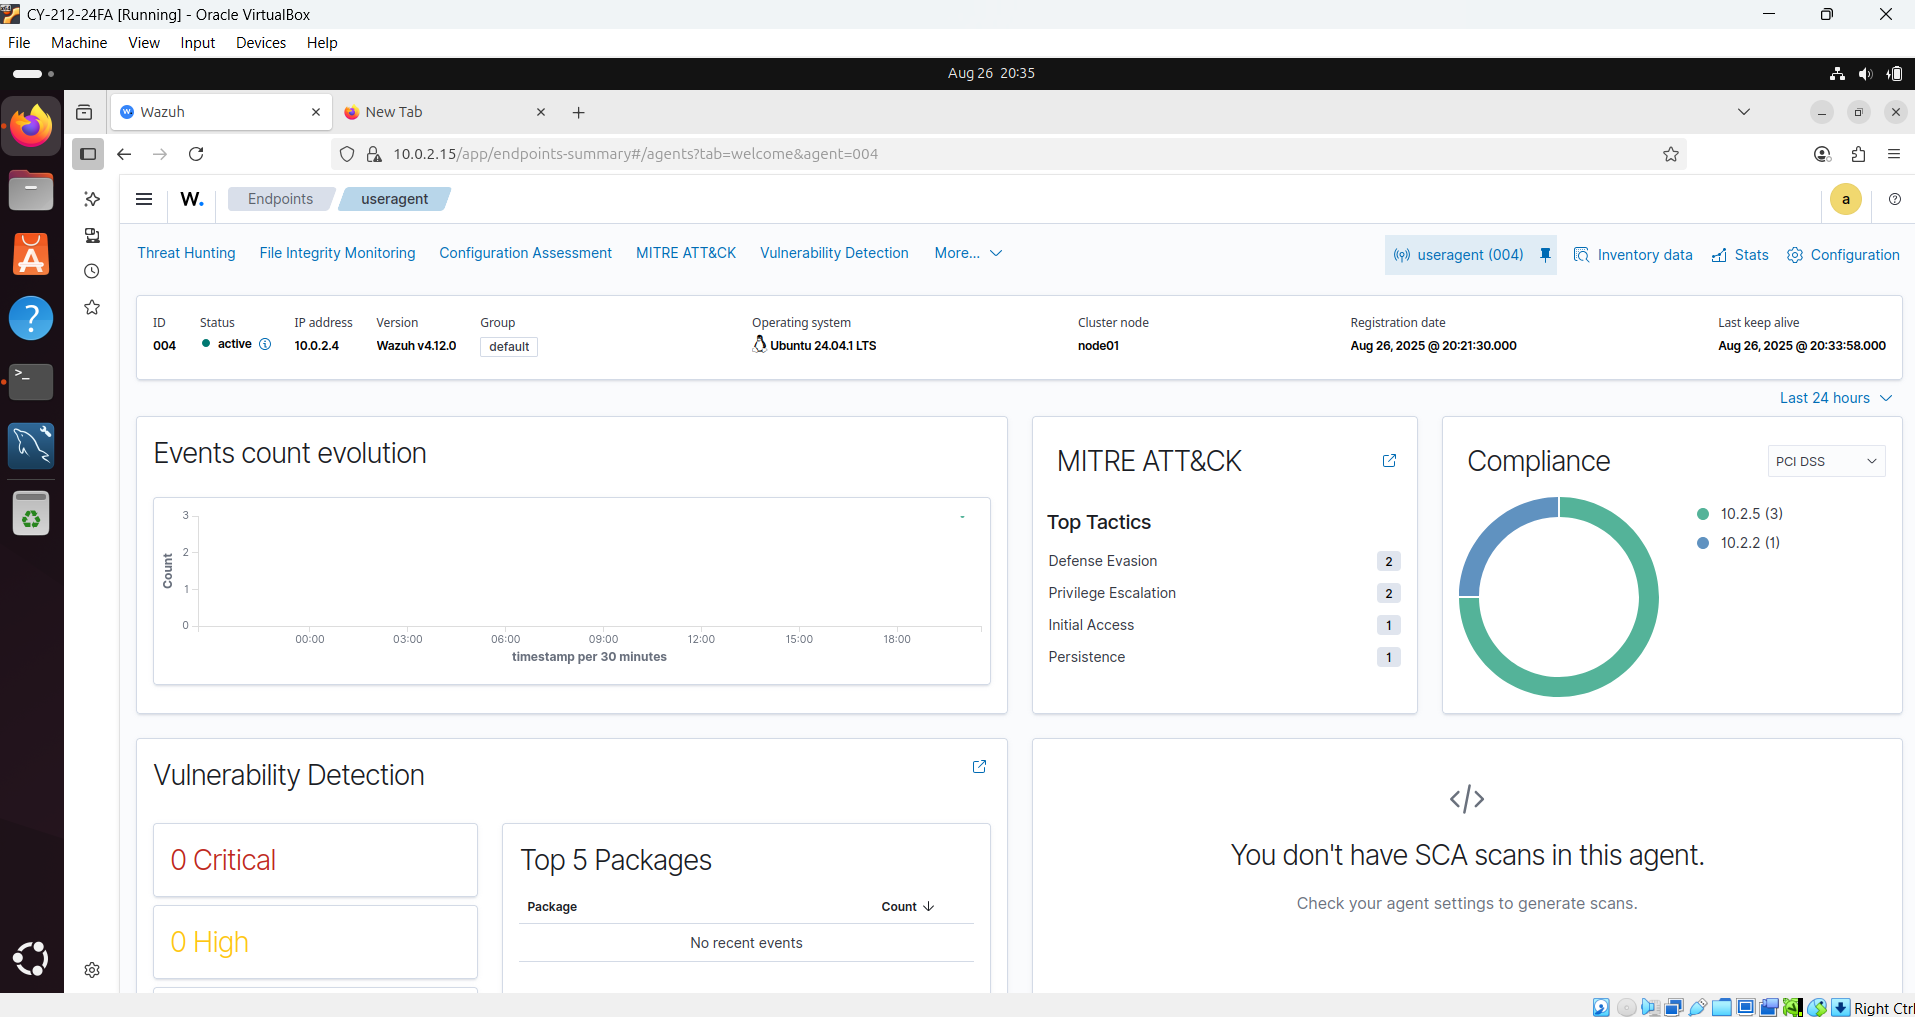 CY-212-24FA [Running] - Oracle VirtualBox
File Machine View Input Devices Help
Aug 26 20:35
Wazuh
New Tab
10.0.2.15/app/endpoints-summary#/agents?tab=welcome&agent=004
W. Endpoints useragent a
Threat Hunting File Integrity Monitoring Configuration Assessment MITRE ATT&CK Vulnerability Detection More... useragent (004) Inventory data Stats Configuration
ID Status IP address Version Group Operating system Cluster node Registration date Last keep alive
004 active 10.0.2.4 Wazuh v4.12.0 default Ubuntu 24.04.1 LTS node01 Aug 26, 2025 @ 20:21:30.000 Aug 26, 2025 @ 20:33:58.000
Last 24 hours
Events count evolution
3
2
1
0
Count
00:00 03:00 06:00 09:00 12:00 15:00 18:00
timestamp per 30 minutes
MITRE ATT&CK
Top Tactics
Defense Evasion 2
Privilege Escalation 2
Initial Access 1
Persistence 1
Compliance
PCI DSS
10.2.5 (3)
10.2.2 (1)
Vulnerability Detection
0 Critical
0 High
Top 5 Packages
Package Count
No recent events
You don't have SCA scans in this agent.
Check your agent settings to generate scans.
Right Ctrl